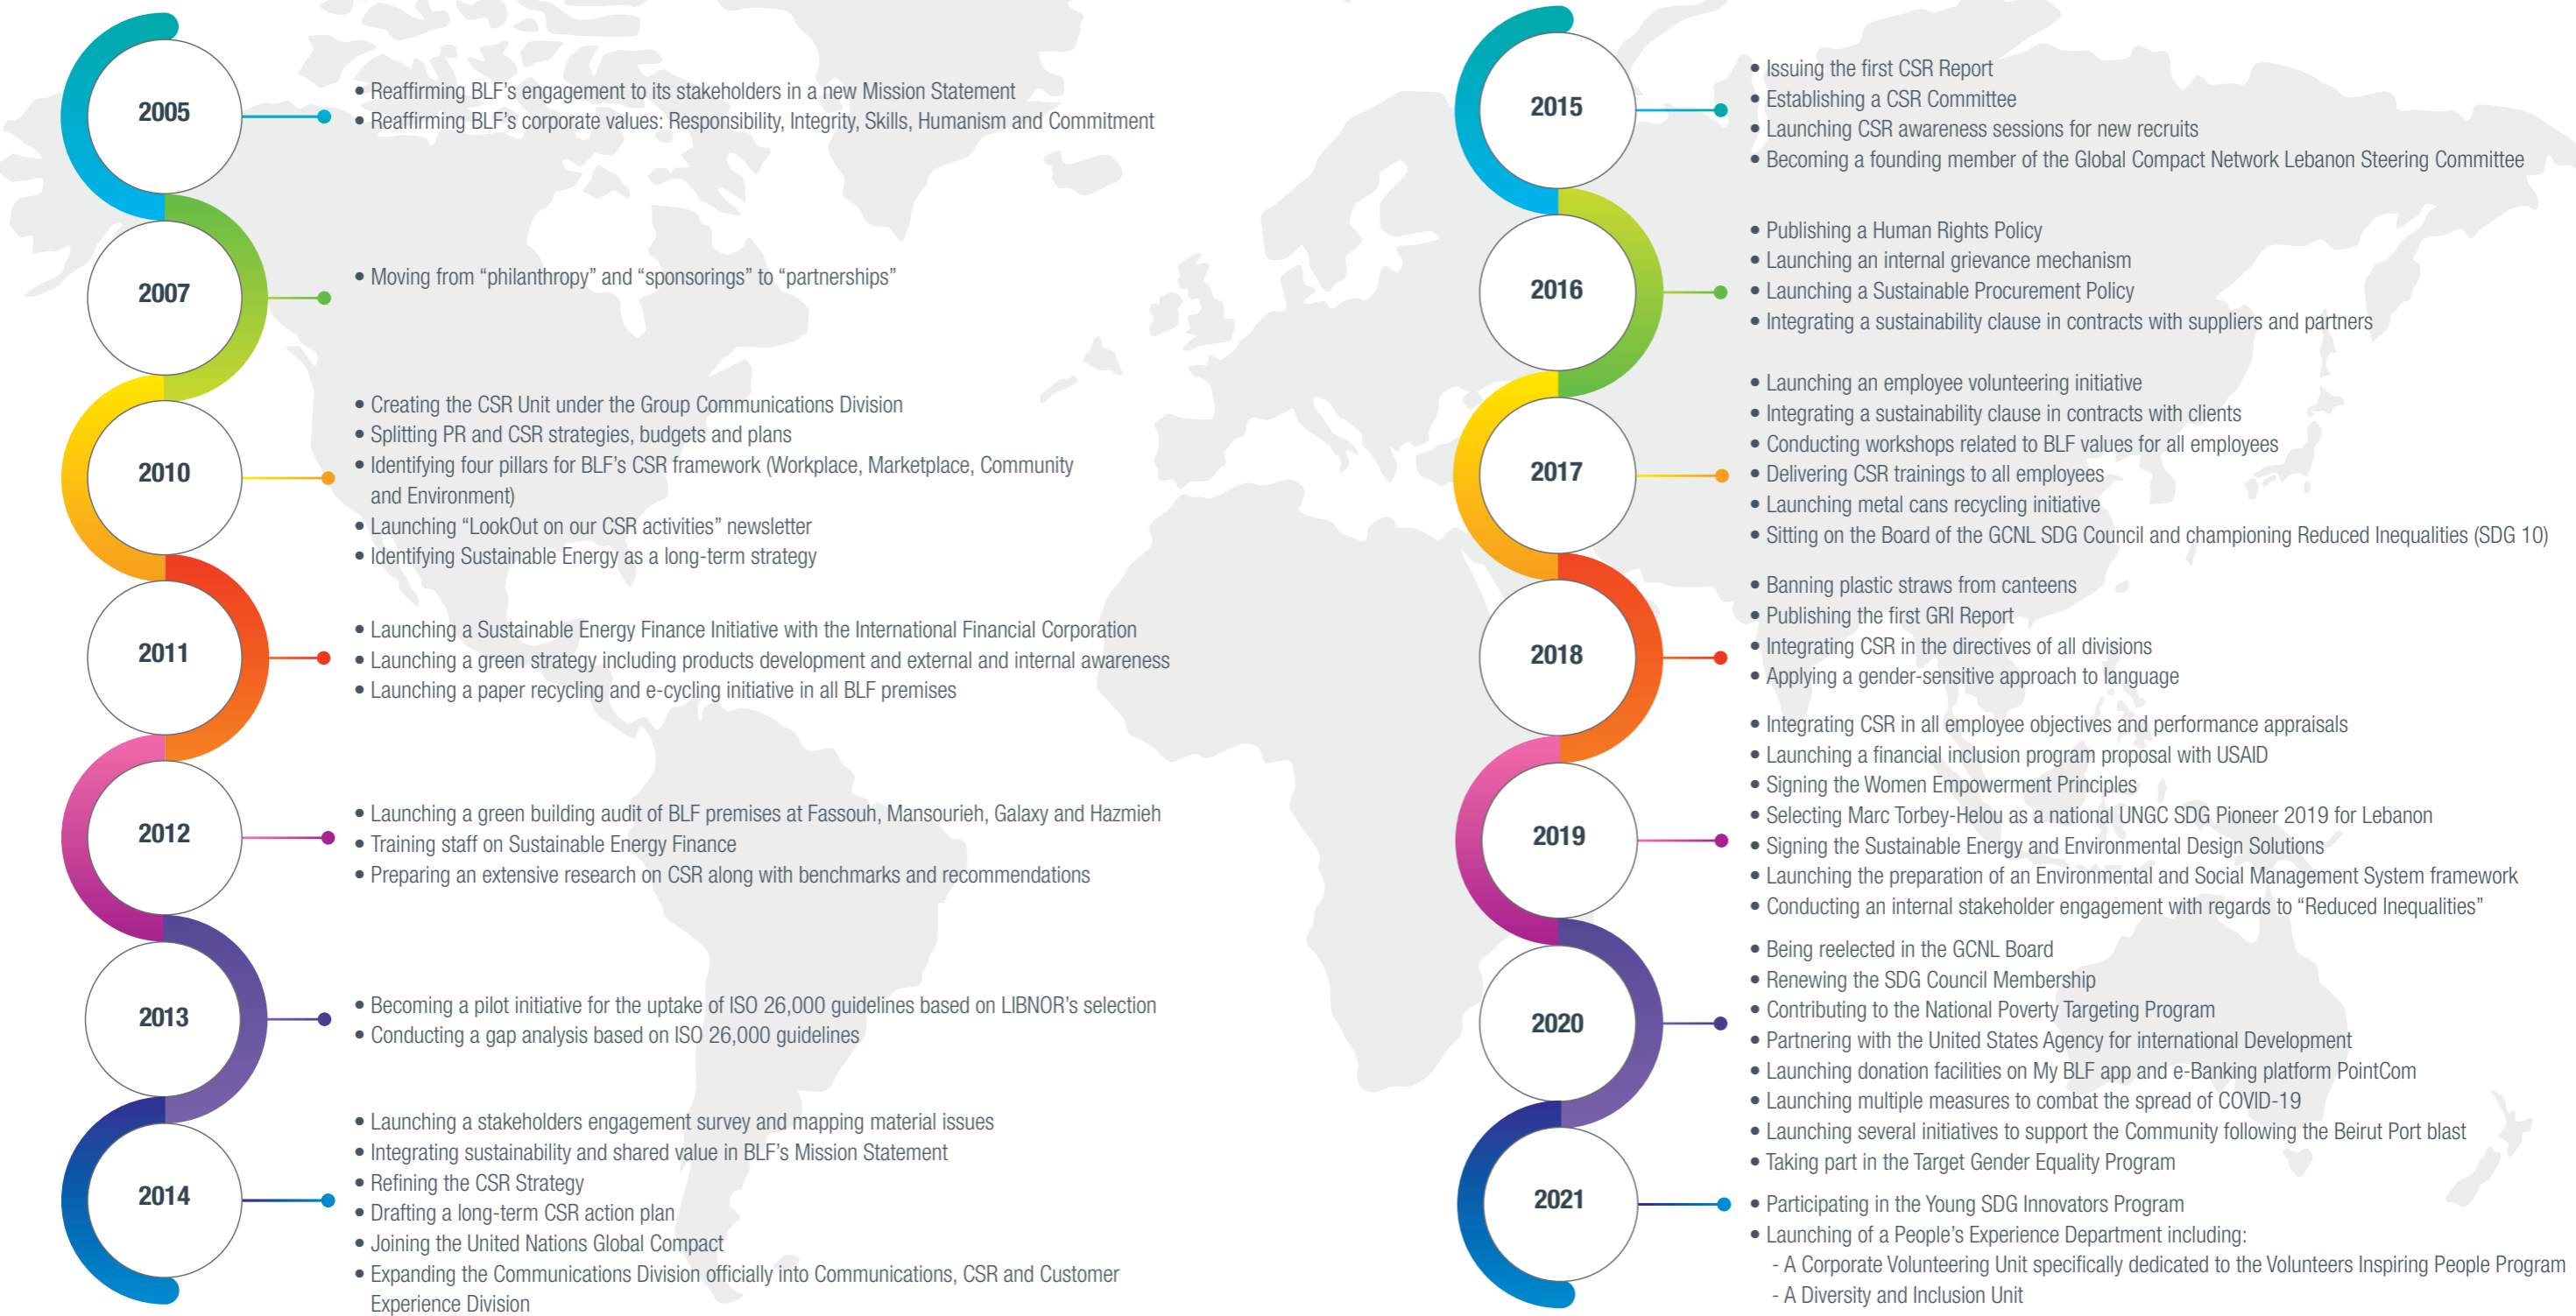 2005
• Reaffirming BLF's engagement to its stakeholders in a new Mission Statement
• Reaffirming BLF's corporate values: Responsibility, Integrity, Skills, Humanism and Commitment
2007
• Moving from “philanthropy” and “sponsorings” to “partnerships”
2010
• Creating the CSR Unit under the Group Communications Division
• Splitting PR and CSR strategies, budgets and plans
• Identifying four pillars for BLF's CSR framework (Workplace, Marketplace, Community
and Environment)
• Launching “LookOut on our CSR activities” newsletter
• Identifying Sustainable Energy as a long-term strategy
2011
• Launching a Sustainable Energy Finance Initiative with the International Financial Corporation
• Launching a green strategy including products development and external and internal awareness
• Launching a paper recycling and e-cycling initiative in all BLF premises
2012
• Launching a green building audit of BLF premises at Fassouh, Mansourieh, Galaxy and Hazmieh
• Training staff on Sustainable Energy Finance
• Preparing an extensive research on CSR along with benchmarks and recommendations
2013
• Becoming a pilot initiative for the uptake of ISO 26,000 guidelines based on LIBNOR's selection
• Conducting a gap analysis based on ISO 26,000 guidelines
2014
• Launching a stakeholders engagement survey and mapping material issues
• Integrating sustainability and shared value in BLF's Mission Statement
• Refining the CSR Strategy
• Drafting a long-term CSR action plan
• Joining the United Nations Global Compact
• Expanding the Communications Division officially into Communications, CSR and Customer
Experience Division
2015
• Issuing the first CSR Report
• Establishing a CSR Committee
• Launching CSR awareness sessions for new recruits
• Becoming a founding member of the Global Compact Network Lebanon Steering Committee
2016
• Publishing a Human Rights Policy
• Launching an internal grievance mechanism
• Launching a Sustainable Procurement Policy
• Integrating a sustainability clause in contracts with suppliers and partners
2017
• Launching an employee volunteering initiative
• Integrating a sustainability clause in contracts with clients
• Conducting workshops related to BLF values for all employees
• Delivering CSR trainings to all employees
• Launching metal cans recycling initiative
• Sitting on the Board of the GCNL SDG Council and championing Reduced Inequalities (SDG 10)
2018
• Banning plastic straws from canteens
• Publishing the first GRI Report
• Integrating CSR in the directives of all divisions
• Applying a gender-sensitive approach to language
2019
• Integrating CSR in all employee objectives and performance appraisals
• Launching a financial inclusion program proposal with USAID
• Signing the Women Empowerment Principles
• Selecting Marc Torbey-Helou as a national UNGC SDG Pioneer 2019 for Lebanon
• Signing the Sustainable Energy and Environmental Design Solutions
• Launching the preparation of an Environmental and Social Management System framework
• Conducting an internal stakeholder engagement with regards to “Reduced Inequalities”
2020
• Being reelected in the GCNL Board
• Renewing the SDG Council Membership
• Contributing to the National Poverty Targeting Program
• Partnering with the United States Agency for international Development
• Launching donation facilities on My BLF app and e-Banking platform PointCom
• Launching multiple measures to combat the spread of COVID-19
• Launching several initiatives to support the Community following the Beirut Port blast
• Taking part in the Target Gender Equality Program
2021
• Participating in the Young SDG Innovators Program
• Launching of a People's Experience Department including:
- A Corporate Volunteering Unit specifically dedicated to the Volunteers Inspiring People Program
- A Diversity and Inclusion Unit